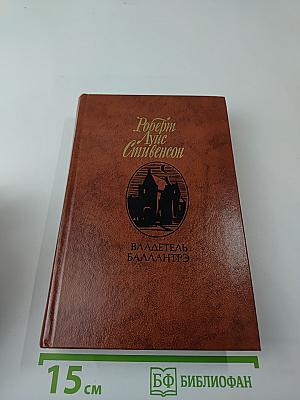 Роберт
Луис
Стивенсон
ВЛАДЕТЕЛЬ
БАЛЛАНТРЭ
15 см
БФ БИБЛИОФАН